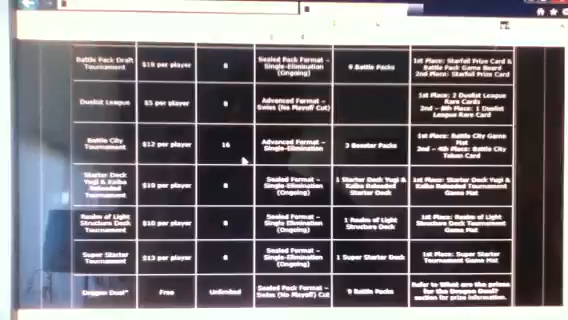 Battle Pack Draft Tournament $19 per player 8 Sealed Pack Format – Single-Elimination (Ongoing) 9 Battle Packs 1st Place: Starfoil Prize Card & Battle Pack Game Board 2nd Place: Starfoil Prize Card
Duelist League $5 per player 8 Advanced Format – Swiss (No Playoff Cut) 1st Place: 2 Duelist League Rare Cards 2nd – 8th Place: 1 Duelist League Rare Card
Battle City Tournament $12 per player 16 Advanced Format – Single-Elimination 3 Booster Packs 1st Place: Battle City Game Mat 2nd – 4th Place: Battle City Token Card
Starter Deck Yugi & Kaiba Reloaded Tournament $10 per player 8 Sealed Format – Single-Elimination (Ongoing) 1 Starter Deck Yugi & Kaiba Reloaded Starter Deck 1st Place: Starter Deck Yugi & Kaiba Reloaded Tournament Game Mat
Realm of Light Structure Deck Tournament $10 per player 8 Sealed Format – Single-Elimination (Ongoing) 1 Realm of Light Structure Deck 1st Place: Realm of Light Structure Deck Tournament Game Mat
Super Starter Tournament $13 per player 8 Sealed Format – Single-Elimination (Ongoing) 1 Super Starter Deck 1st Place: Super Starter Tournament Game Mat
Dragon Duel Free Unlimited Sealed Pack Format – Swiss (No Playoff) Cut 9 Battle Packs Refer to What are the prizes for the Dragon Duel? section for prize information.